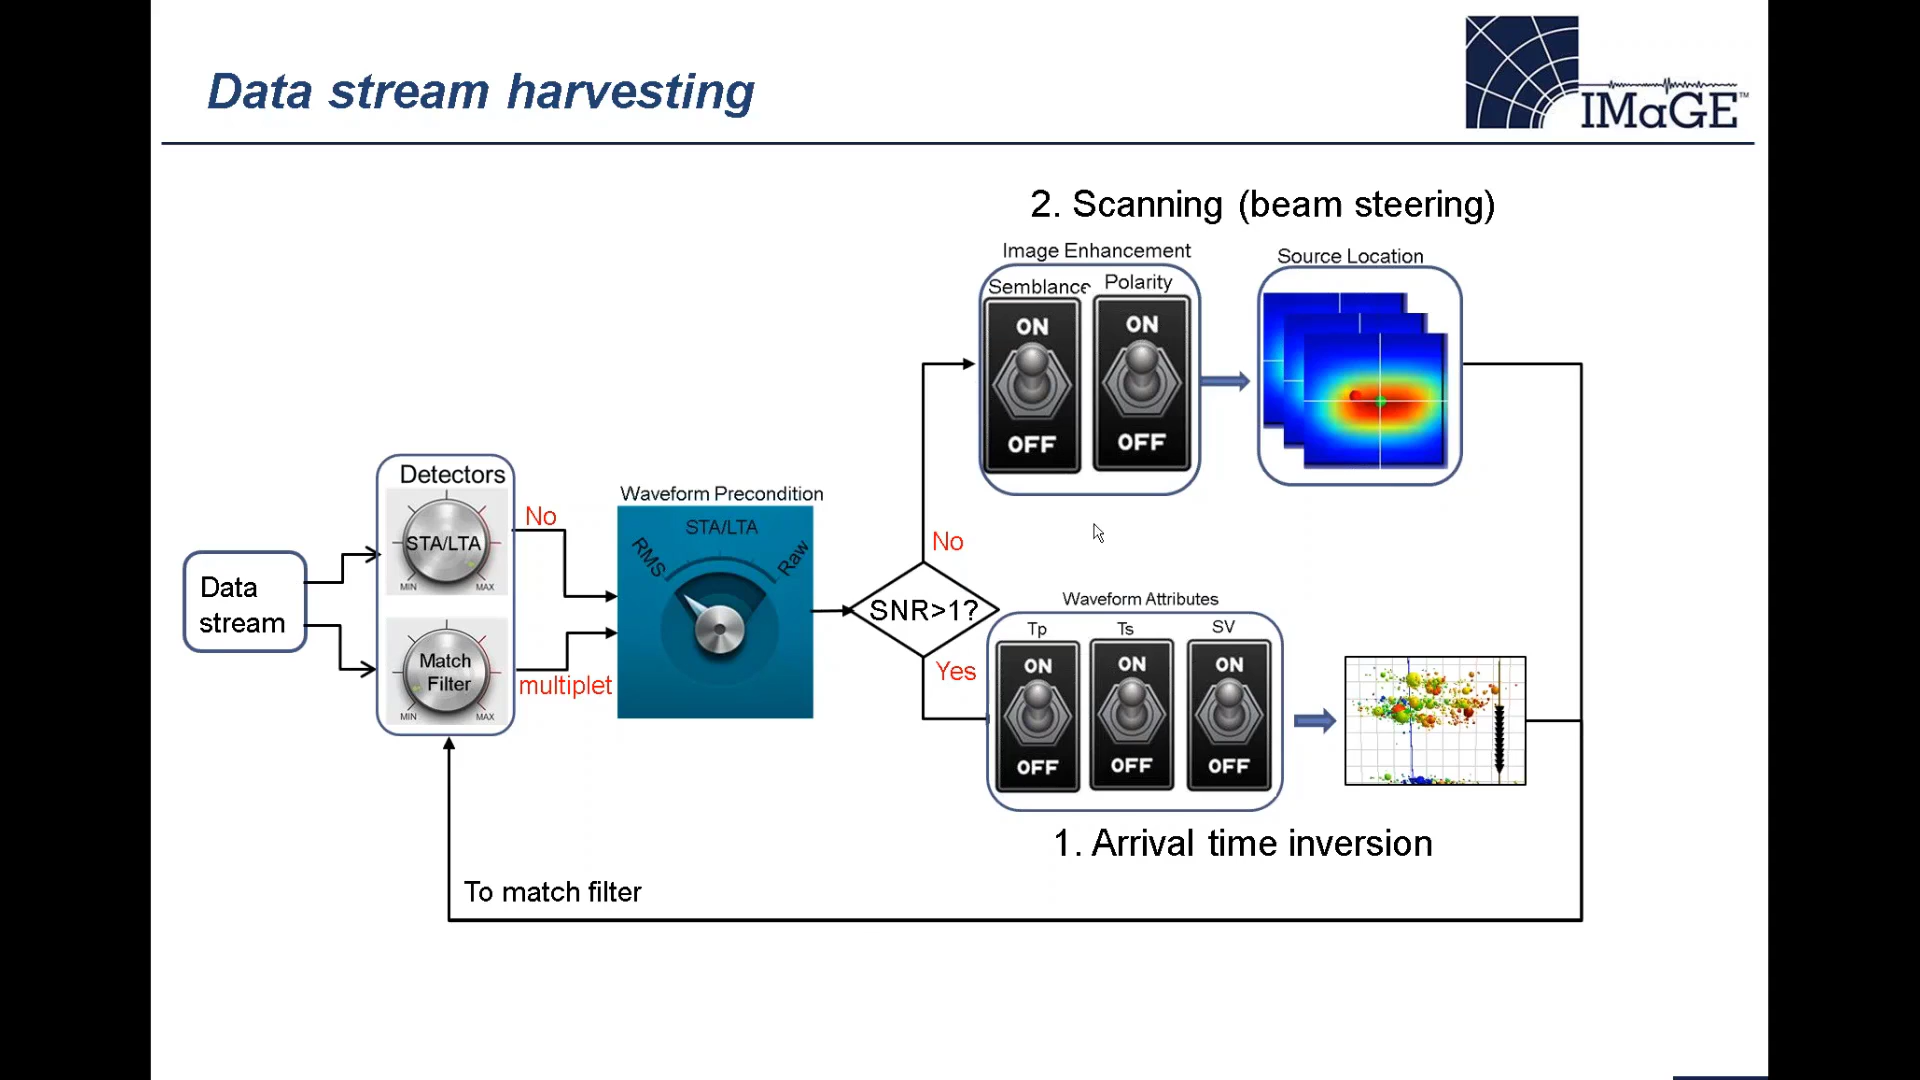 Data stream harvesting
IMaGE™
2. Scanning (beam steering)
Image Enhancement
Source Location
Semblance
Polarity
ON
ON
OFF
OFF
Detectors
STA/LTA
MIN
MAX
No
Data
stream
Match
Filter
MIN
MAX
multiplet
Waveform Precondition
STA/LTA
RMS
Raw
No
SNR>1?
Yes
Waveform Attributes
Tp
Ts
SV
ON
ON
ON
OFF
OFF
OFF
1. Arrival time inversion
To match filter